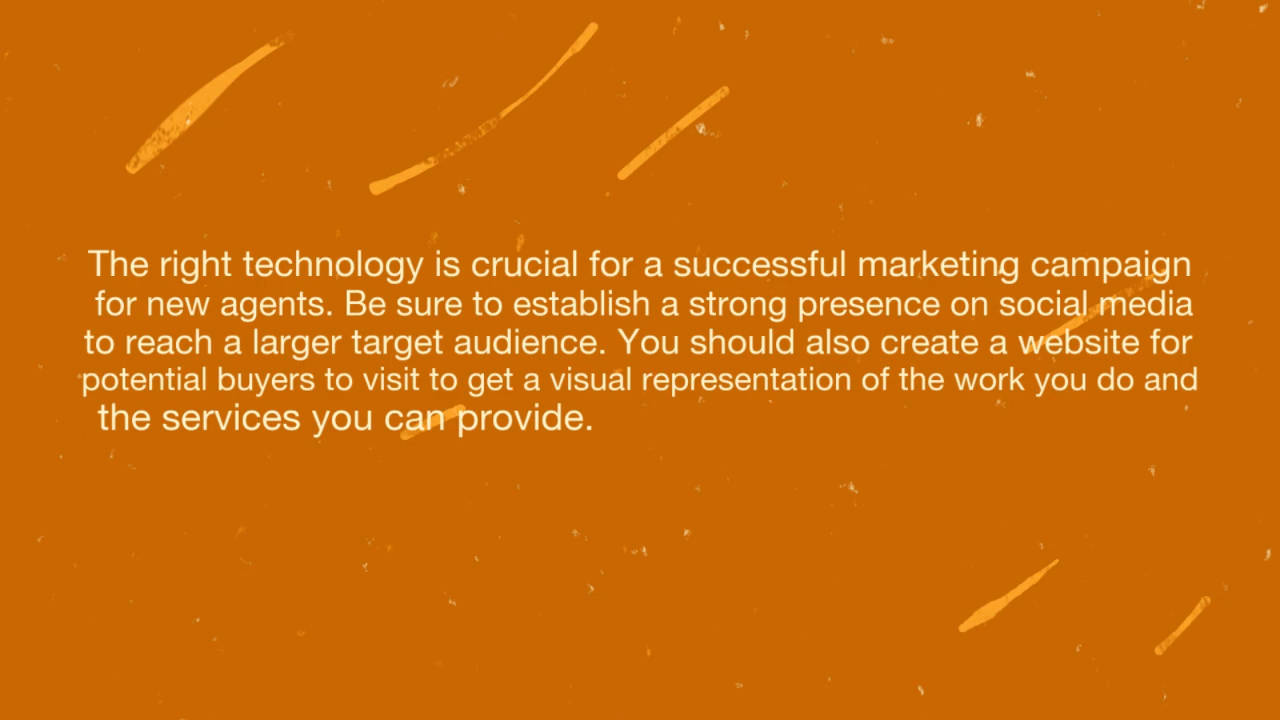 The right technology is crucial for a successful marketing campaign
for new agents. Be sure to establish a strong presence on social media
to reach a larger target audience. You should also create a website for
potential buyers to visit to get a visual representation of the work you do and
the services you can provide.